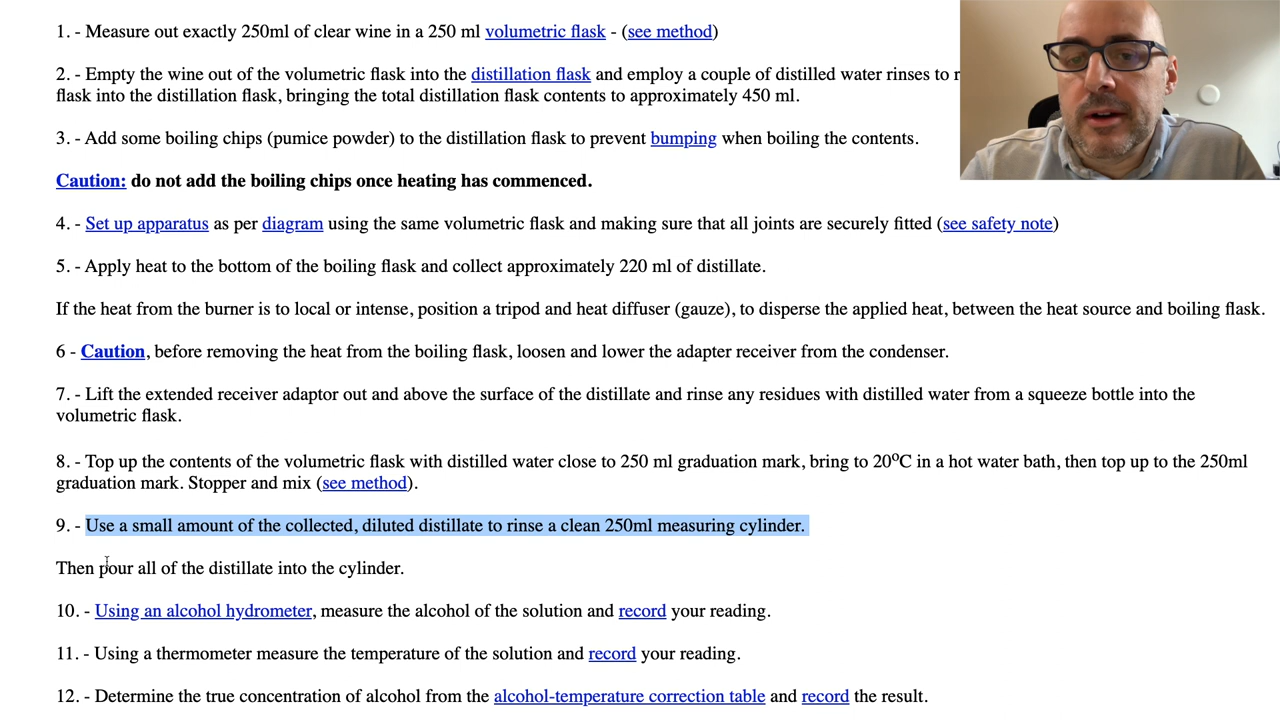 1. - Measure out exactly 250ml of clear wine in a 250 ml volumetric flask - (see method)
2. - Empty the wine out of the volumetric flask into the distillation flask and employ a couple of distilled water rinses to
flask into the distillation flask, bringing the total distillation flask contents to approximately 450 ml.
3. - Add some boiling chips (pumice powder) to the distillation flask to prevent bumping when boiling the contents.
Caution: do not add the boiling chips once heating has commenced.
4. - Set up apparatus as per diagram using the same volumetric flask and making sure that all joints are securely fitted (see safety note)
5. - Apply heat to the bottom of the boiling flask and collect approximately 220 ml of distillate.
If the heat from the burner is to local or intense, position a tripod and heat diffuser (gauze), to disperse the applied heat, between the heat source and boiling flask.
6 - Caution, before removing the heat from the boiling flask, loosen and lower the adapter receiver from the condenser.
7. - Lift the extended receiver adaptor out and above the surface of the distillate and rinse any residues with distilled water from a squeeze bottle into the
volumetric flask.
8. - Top up the contents of the volumetric flask with distilled water close to 250 ml graduation mark, bring to 20ºC in a hot water bath, then top up to the 250ml
graduation mark. Stopper and mix (see method).
9. - Use a small amount of the collected, diluted distillate to rinse a clean 250ml measuring cylinder.
Then pour all of the distillate into the cylinder.
10. - Using an alcohol hydrometer, measure the alcohol of the solution and record your reading.
11. - Using a thermometer measure the temperature of the solution and record your reading.
12. - Determine the true concentration of alcohol from the alcohol-temperature correction table and record the result.